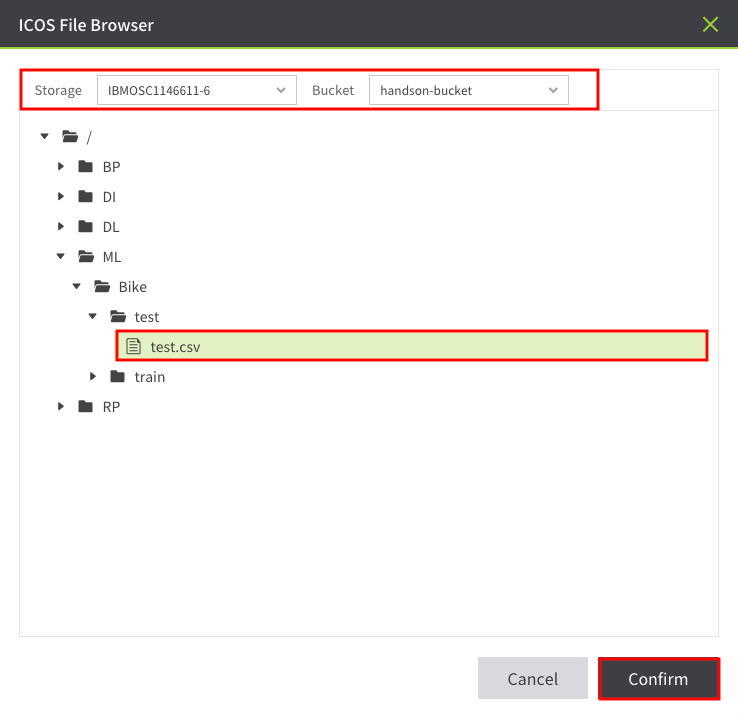 ICOS File Browser
Storage IBMOSC1146611-6 Bucket handson-bucket
/
BP
DI
DL
ML
Bike
test
test.csv
train
RP
Cancel Confirm